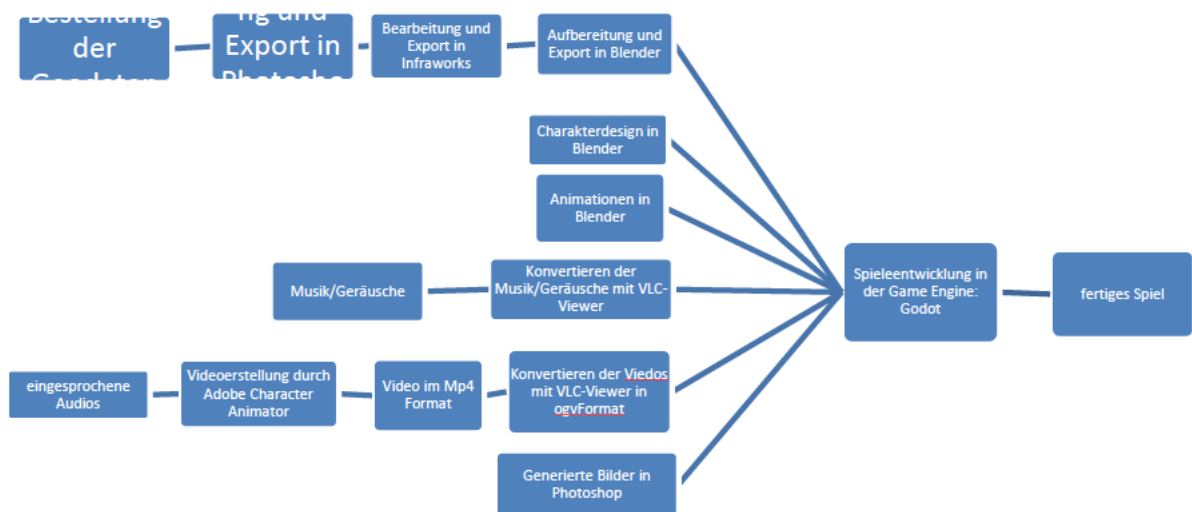 Bestellung
der
Geodaten
ng und
Export in
Photosho
Bearbeitung und
Export in
Infraworks
Aufbereitung und
Export in Blender
Charakterdesign in
Blender
Animationen in
Blender
Musik/Geräusche
Konvertieren der
Musik/Geräusche mit VLC-
Viewer
Spieleentwicklung in
der Game Engine:
Godot
fertiges Spiel
eingesprochene
Audios
Videoerstellung durch
Adobe Character
Animator
Video im Mp4
Format
Konvertieren der Viedos
mit VLC-Viewer in
ogvFormat
Generierte Bilder in
Photoshop